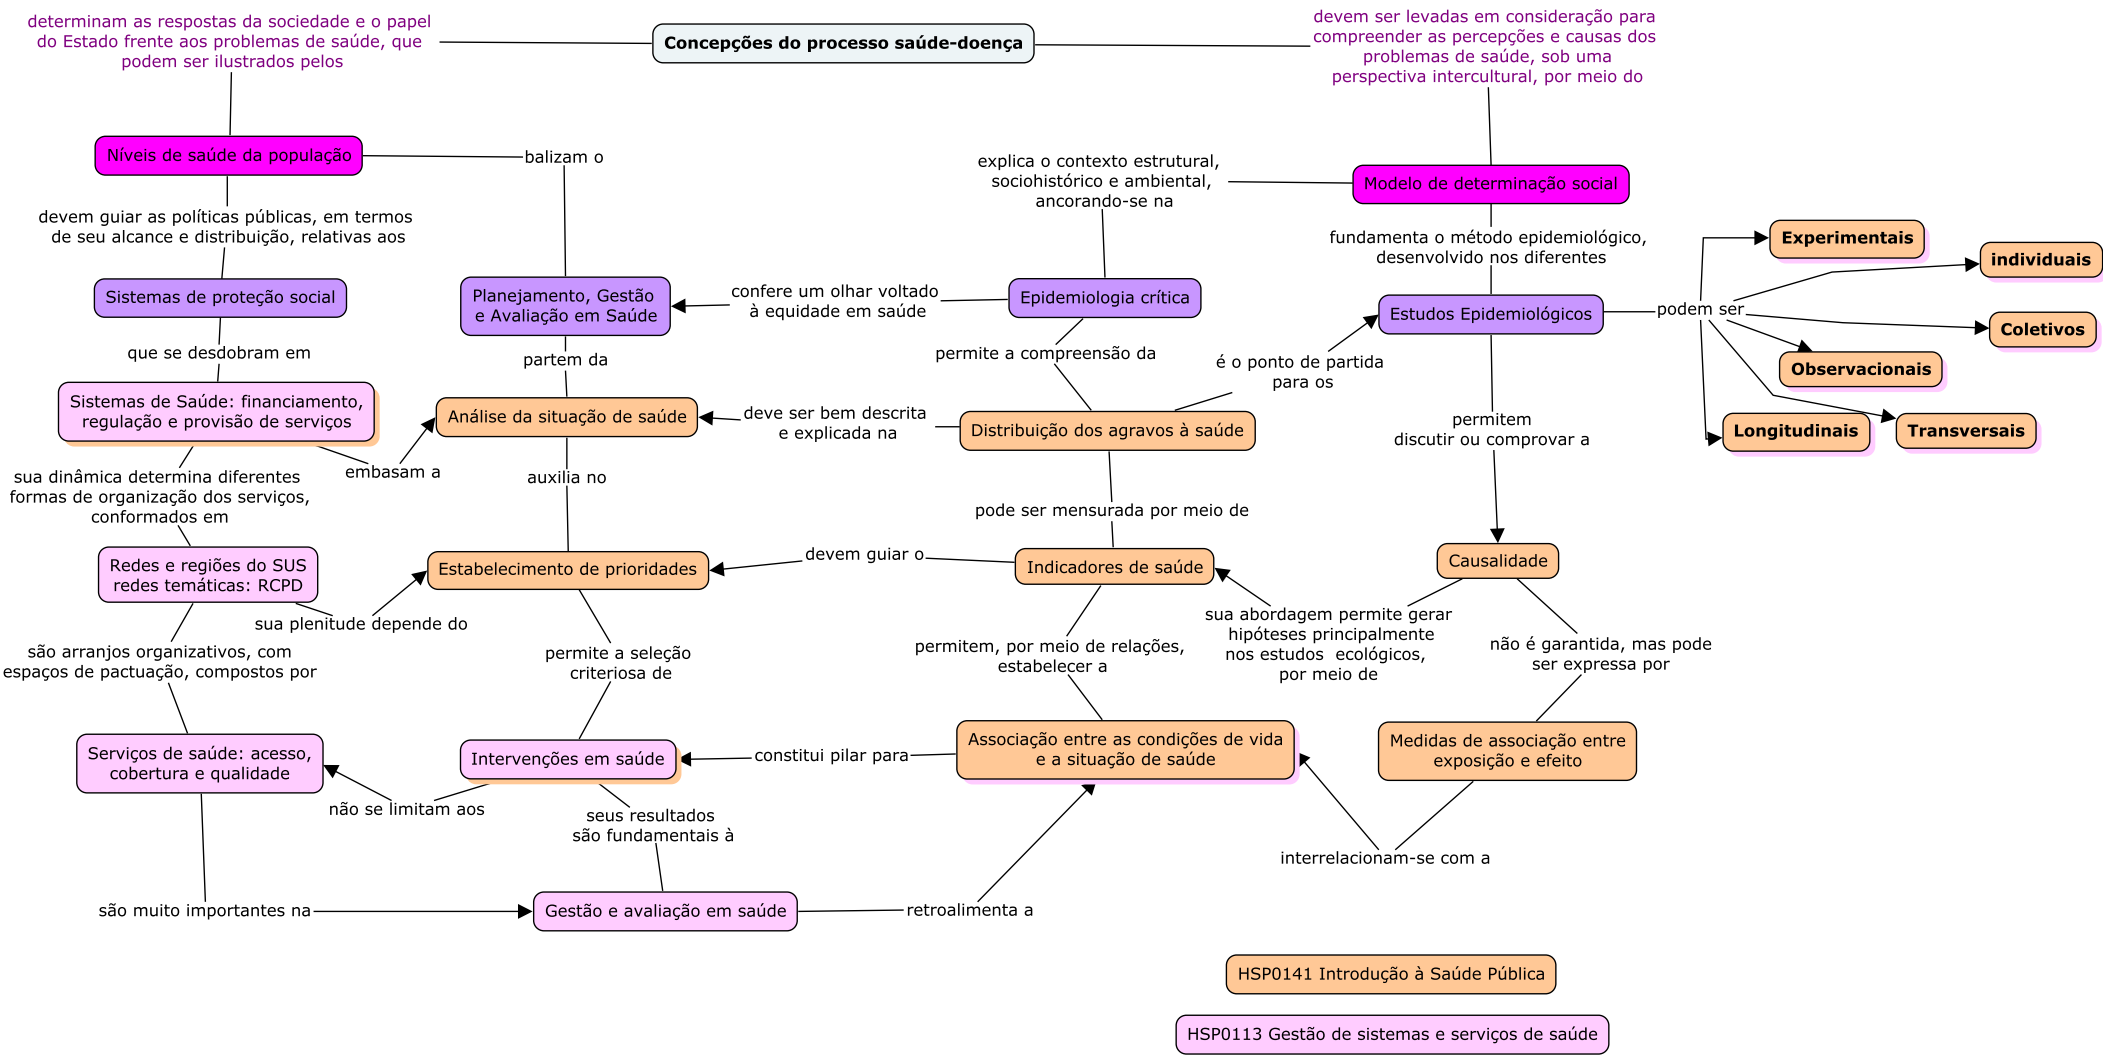 determinam as respostas da sociedade e o papel
do Estado frente aos problemas de saúde, que
podem ser ilustrados pelos
Concepções do processo saúde-doença
devem ser levadas em consideração para
compreender as percepções e causas dos
problemas de saúde, sob uma
perspectiva intercultural, por meio do
Níveis de saúde da população
balizam o
explica o contexto estrutural,
sociohistórico e ambiental,
ancorando-se na
Modelo de determinação social
devem guiar as políticas públicas, em termos
de seu alcance e distribuição, relativas aos
fundamenta o método epidemiológico,
desenvolvido nos diferentes
Experimentais
individuais
Sistemas de proteção social
Planejamento, Gestão
e Avaliação em Saúde
confere um olhar voltado
à equidade em saúde
Epidemiologia crítica
Estudos Epidemiológicos
podem ser
Coletivos
que se desdobram em
partem da
permite a compreensão da
é o ponto de partida
para os
Observacionais
Sistemas de Saúde: financiamento,
regulação e provisão de serviços
Análise da situação de saúde
deve ser bem descrita
e explicada na
Distribuição dos agravos à saúde
permitem
discutir ou comprovar a
Longitudinais
Transversais
embasam a
sua dinâmica determina diferentes
formas de organização dos serviços,
conformados em
auxilia no
pode ser mensurada por meio de
Redes e regiões do SUS
redes temáticas: RCPD
Estabelecimento de prioridades
devem guiar o
Indicadores de saúde
Causalidade
sua plenitude depende do
sua abordagem permite gerar
hipóteses principalmente
nos estudos  ecológicos,
por meio de
são arranjos organizativos, com
espaços de pactuação, compostos por
permite a seleção
criteriosa de
permitem, por meio de relações,
estabelecer a
não é garantida, mas pode
ser expressa por
Serviços de saúde: acesso,
cobertura e qualidade
Intervenções em saúde
constitui pilar para
Associação entre as condições de vida
e a situação de saúde
Medidas de associação entre
exposição e efeito
não se limitam aos
seus resultados
são fundamentais à
interrelacionam-se com a
são muito importantes na
Gestão e avaliação em saúde
retroalimenta a
HSP0141 Introdução à Saúde Pública
HSP0113 Gestão de sistemas e serviços de saúde